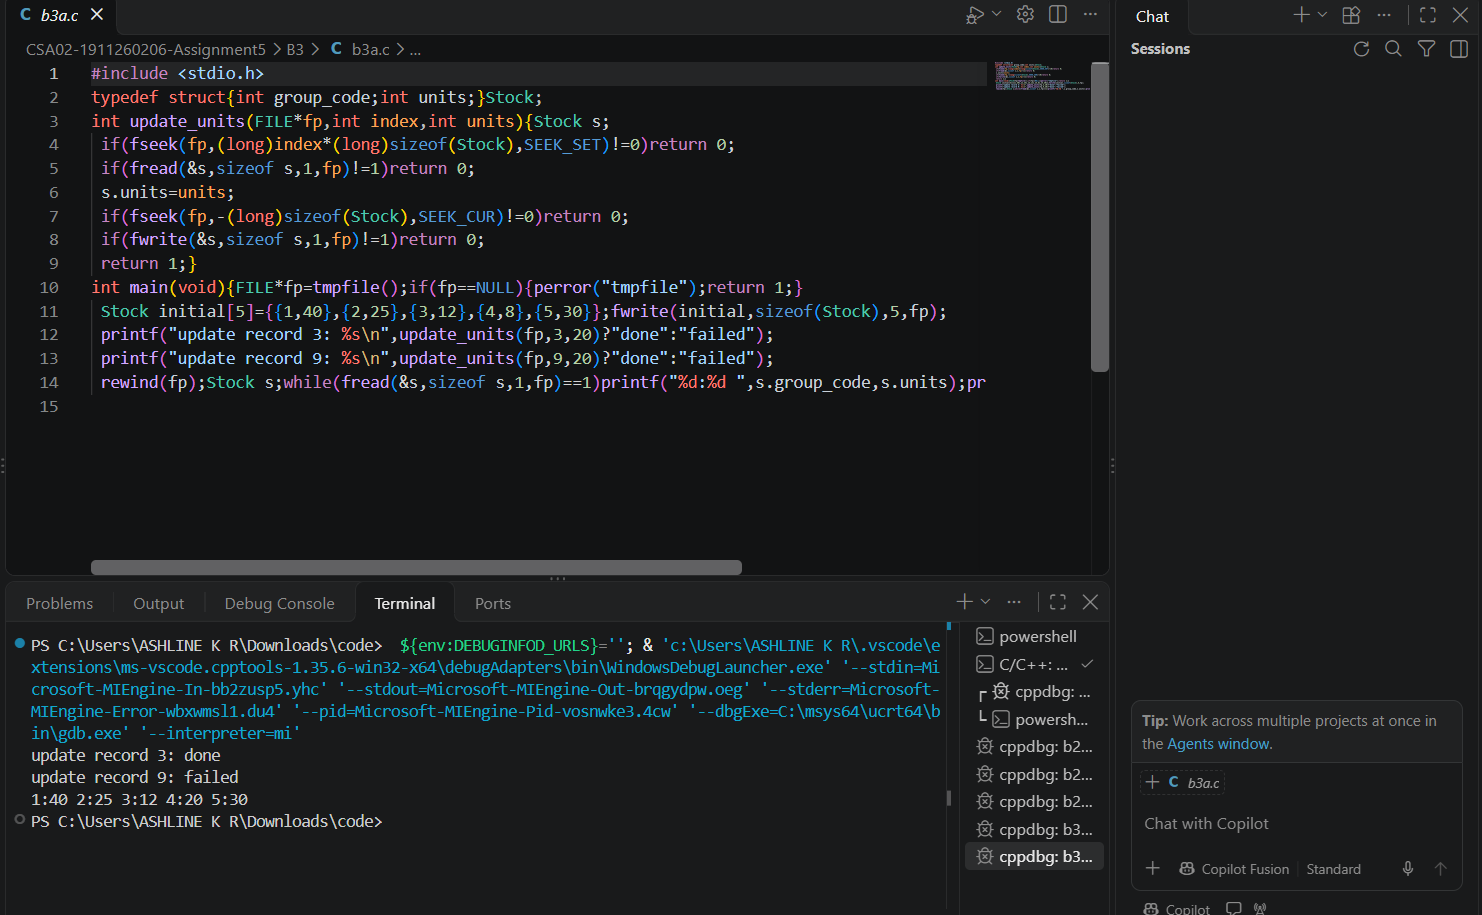 b3a.c
CSA02-1911260206-Assignment5 > B3 > C b3a.c > ...
1 #include <stdio.h>
2 typedef struct{int group_code;int units;}Stock;
3 int update_units(FILE*fp,int index,int units){Stock s;
4 if(fseek(fp,(long)index*(long)sizeof(Stock),SEEK_SET)!=0)return 0;
5 if(fread(&s,sizeof s,1,fp)!=1)return 0;
6 s.units=units;
7 if(fseek(fp,-(long)sizeof(Stock),SEEK_CUR)!=0)return 0;
8 if(fwrite(&s,sizeof s,1,fp)!=1)return 0;
9 return 1;}
10 int main(void){FILE*fp=tmpfile();if(fp==NULL){perror("tmpfile");return 1;}
11 Stock initial[5]={{1,40},{2,25},{3,12},{4,8},{5,30}};fwrite(initial,sizeof(Stock),5,fp);
12 printf("update record 3: %s\n",update_units(fp,3,20)?"done":"failed");
13 printf("update record 9: %s\n",update_units(fp,9,20)?"done":"failed");
14 rewind(fp);Stock s;while(fread(&s,sizeof s,1,fp)==1)printf("%d:%d ",s.group_code,s.units);pr
15
Problems Output Debug Console Terminal Ports
PS C:\Users\ASHLINE K R\Downloads\code> ${env:DEBUGINFOD_URLS}=''; & 'c:\Users\ASHLINE K R\.vscode\e
xtensions\ms-vscode.cpptools-1.35.6-win32-x64\debugAdapters\bin\WindowsDebugLauncher.exe' '--stdin=Mi
crosoft-MIEngine-In-bb2zusp5.yhc' '--stdout=Microsoft-MIEngine-Out-brqgydpw.oeg' '--stderr=Microsoft-
MIEngine-Error-wbxwmsl1.du4' '--pid=Microsoft-MIEngine-Pid-vosnwke3.4cw' '--dbgExe=C:\msys64\ucrt64\b
in\gdb.exe' '--interpreter=mi'
update record 3: done
update record 9: failed
1:40 2:25 3:12 4:20 5:30
PS C:\Users\ASHLINE K R\Downloads\code>
powershell
C/C++: ...
cppdbg: ...
powersh...
cppdbg: b2...
cppdbg: b2...
cppdbg: b2...
cppdbg: b3...
cppdbg: b3...
Chat
Sessions
Tip: Work across multiple projects at once in
the Agents window.
C b3a.c
Chat with Copilot
Copilot Fusion Standard
Copilot